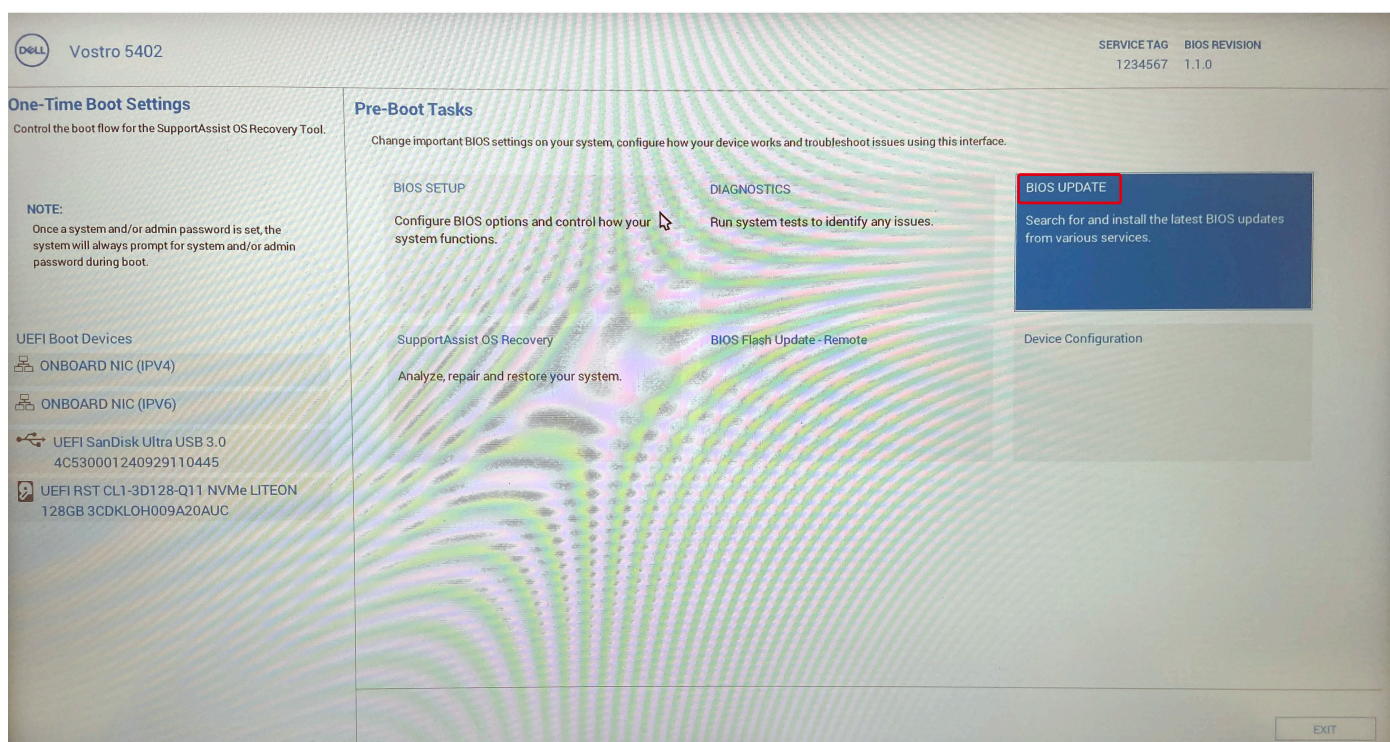 DELL
Vostro 5402
SERVICE TAG
1234567
BIOS REVISION
1.1.0
One-Time Boot Settings
Control the boot flow for the SupportAssist OS Recovery Tool.
NOTE:
Once a system and/or admin password is set, the
system will always prompt for system and/or admin
password during boot.
UEFI Boot Devices
ONBOARD NIC (IPV4)
ONBOARD NIC (IPV6)
UEFI SanDisk Ultra USB 3.0
4C530001240929110445
UEFI RST CL1-3D128-Q11 NVMe LITEON
128GB 3CDKLOH009A20AUC
Pre-Boot Tasks
Change important BIOS settings on your system, configure how your device works and troubleshoot issues using this interface.
BIOS SETUP
Configure BIOS options and control how your
system functions.
DIAGNOSTICS
Run system tests to identify any issues.
BIOS UPDATE
Search for and install the latest BIOS updates
from various services.
SupportAssist OS Recovery
Analyze, repair and restore your system.
BIOS Flash Update - Remote
Device Configuration
EXIT